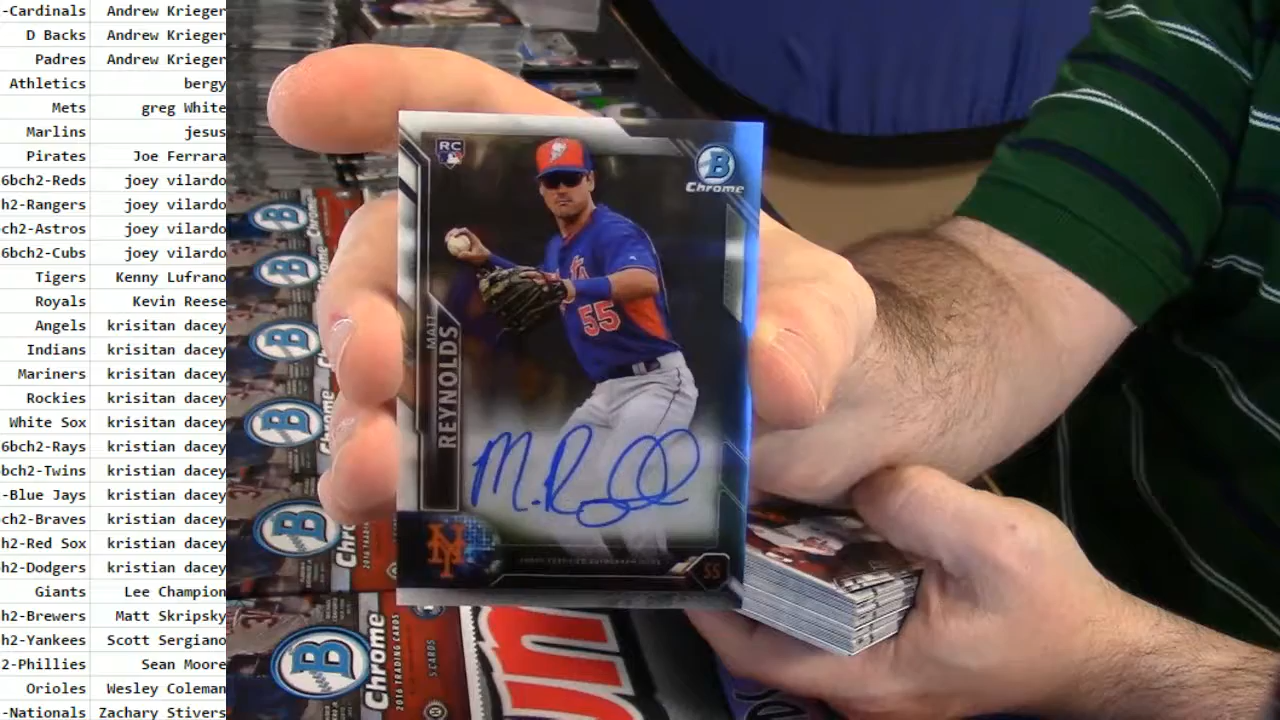 -Cardinals Andrew Krieger
D Backs Andrew Krieger
Padres Andrew Krieger
Athletics bergy
Mets greg White
Marlins jesus
Pirates Joe Ferrara
6bch2-Reds joey vilardo
h2-Rangers joey vilardo
ch2-Astros joey vilardo
6bch2-Cubs joey vilardo
Tigers Kenny Lufrano
Royals Kevin Reese
Angels krisitan dacey
Indians krisitan dacey
Mariners krisitan dacey
Rockies krisitan dacey
White Sox krisitan dacey
6bch2-Rays kristian dacey
bch2-Twins kristian dacey
-Blue Jays kristian dacey
ch2-Braves kristian dacey
h2-Red Sox kristian dacey
h2-Dodgers kristian dacey
Giants Lee Champion
h2-Brewers Matt Skripsky
h2-Yankees Scott Sergiano
2-Phillies Sean Moore
Orioles Wesley Coleman
-Nationals Zachary Stivers
RC
B
Chrome
Mets
55
MATT
REYNOLDS
M. R
NY
SS
B
Chrome
2016 TRADING CARDS
5 CARDS